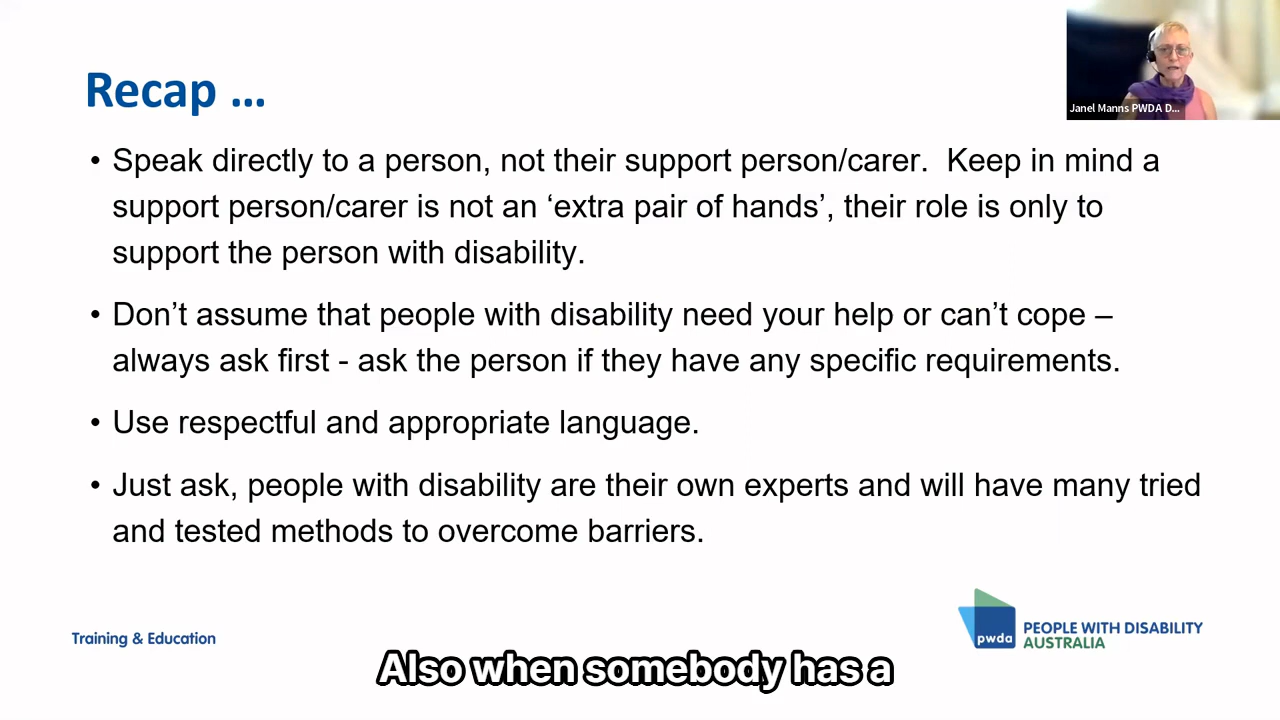 Janel Manns PWDA D...
Recap ...
• Speak directly to a person, not their support person/carer.  Keep in mind a
support person/carer is not an ‘extra pair of hands’, their role is only to
support the person with disability.
• Don’t assume that people with disability need your help or can’t cope –
always ask first - ask the person if they have any specific requirements.
• Use respectful and appropriate language.
• Just ask, people with disability are their own experts and will have many tried
and tested methods to overcome barriers.
Training & Education
pwda
PEOPLE WITH DISABILITY
AUSTRALIA
Also when somebody has a